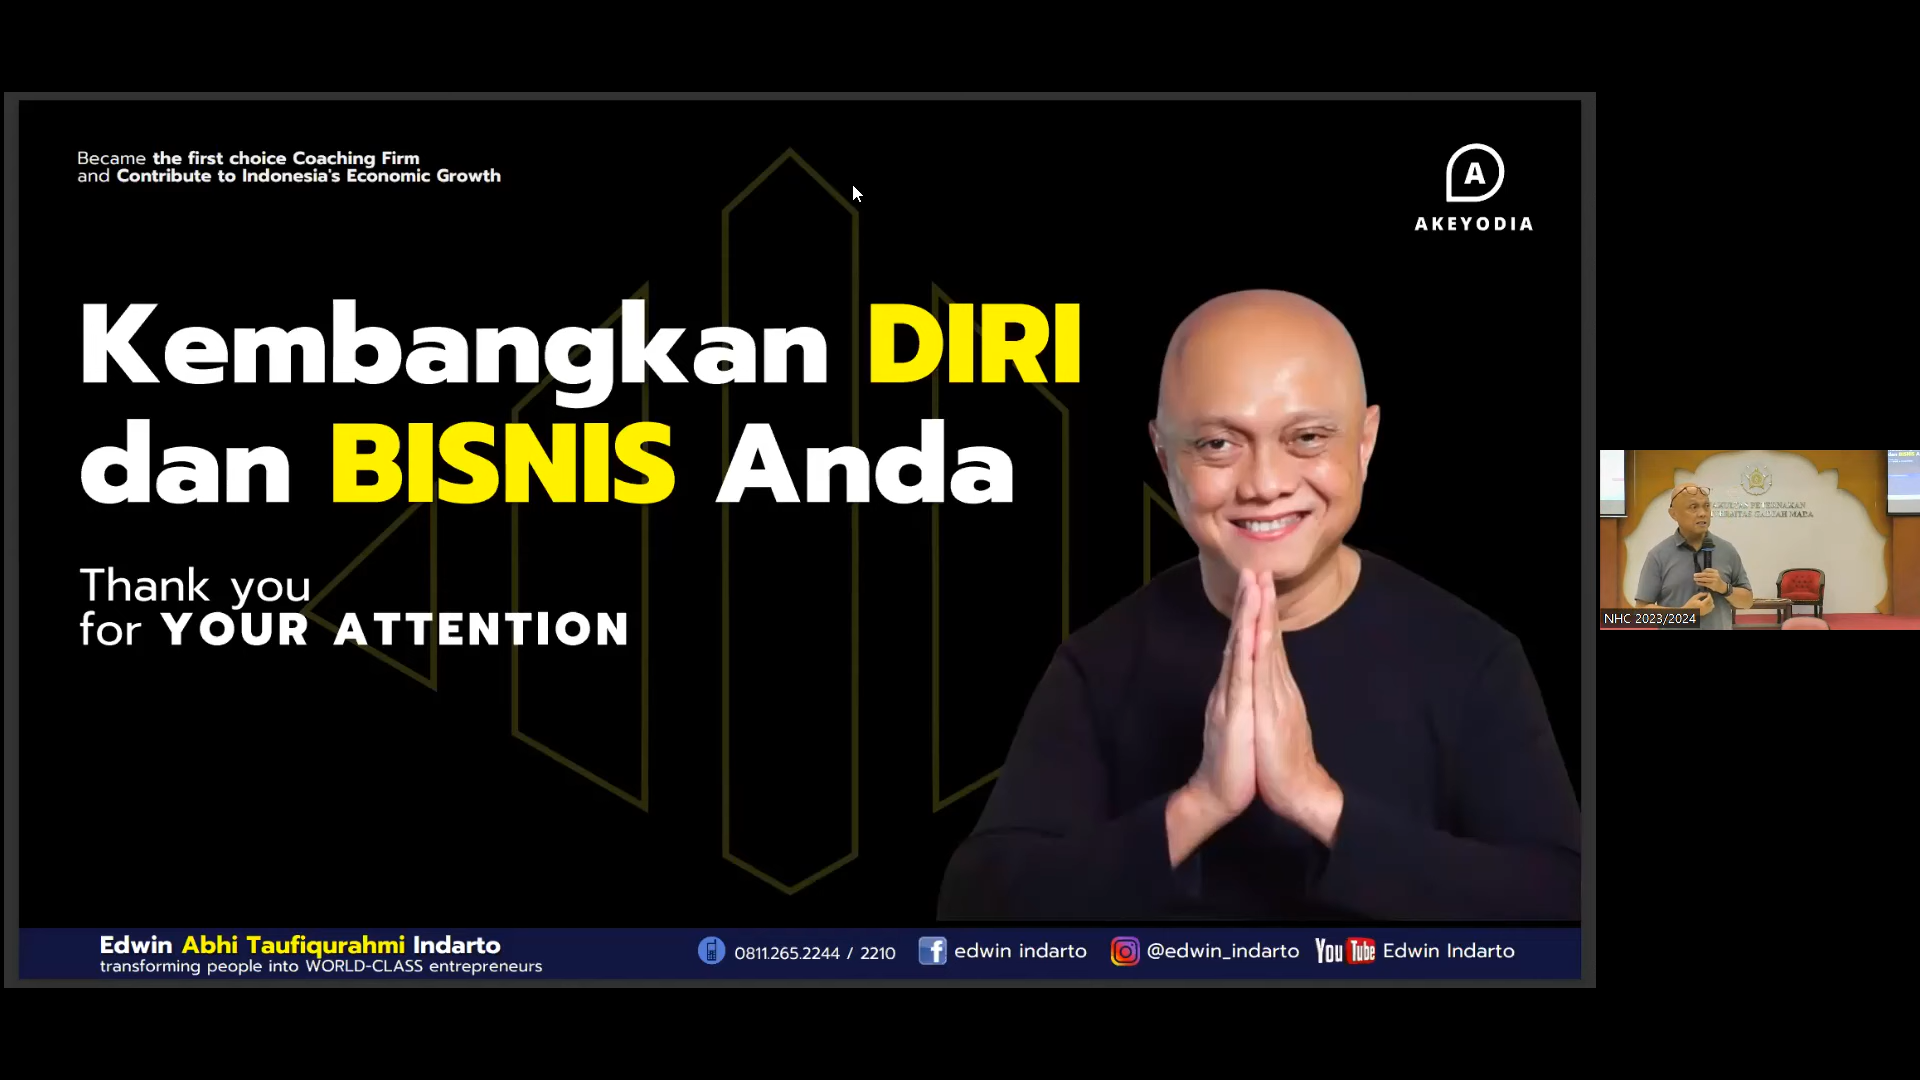 Became the first choice Coaching Firm
and Contribute to Indonesia's Economic Growth
A
AKEYODIA
Kembangkan DIRI
dan BISNIS Anda
Thank you
for YOUR ATTENTION
Edwin Abhi Taufiqurahmi Indarto
transforming people into WORLD-CLASS entrepreneurs
0811.265.2244 / 2210
edwin indarto
@edwin_indarto
You Tube Edwin Indarto
NHC 2023/2024